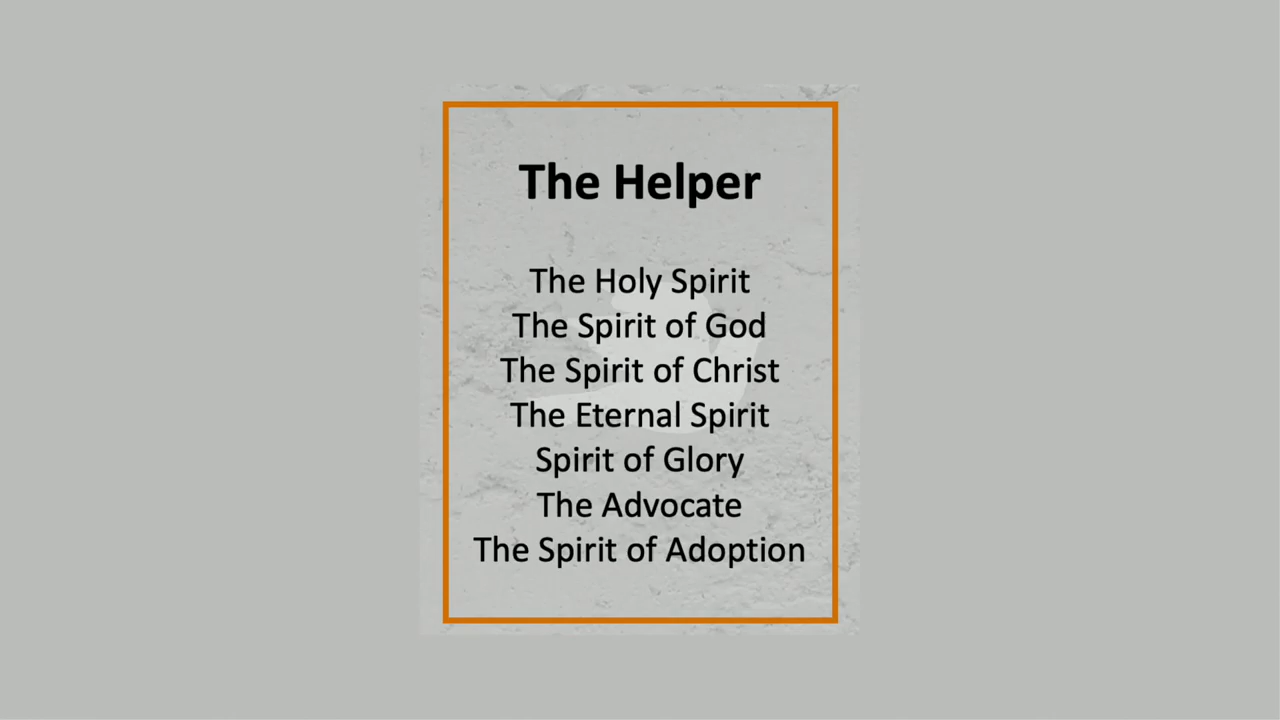 The Helper
The Holy Spirit
The Spirit of God
The Spirit of Christ
The Eternal Spirit
Spirit of Glory
The Advocate
The Spirit of Adoption